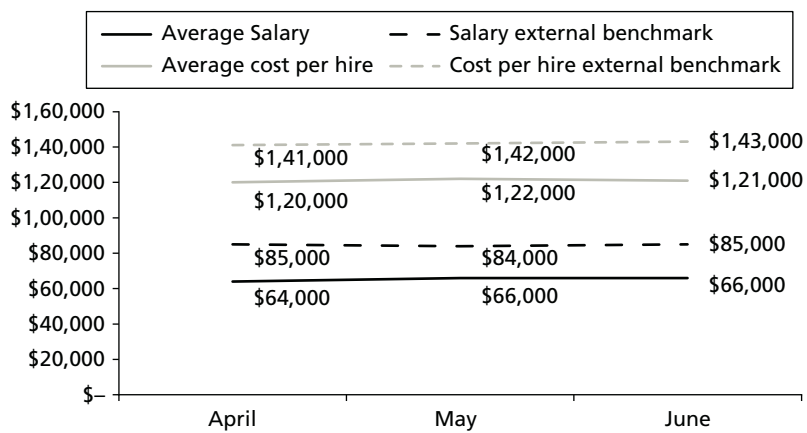 Average Salary Salary external benchmark
Average cost per hire Cost per hire external benchmark
$1,60,000
$1,40,000
$1,20,000
$1,00,000
$80,000
$60,000
$40,000
$20,000
$–
$1,41,000 $1,42,000 $1,43,000
$1,20,000 $1,22,000 $1,21,000
$85,000 $84,000 $85,000
$64,000 $66,000 $66,000
April May June